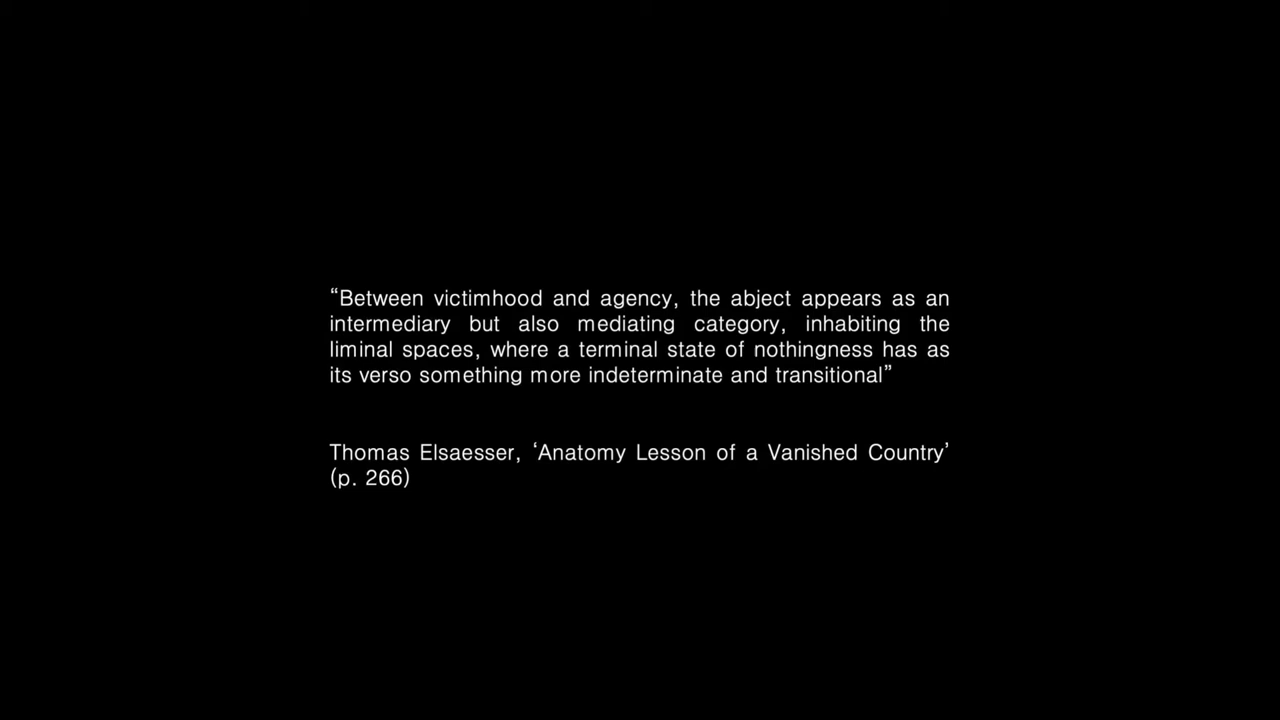 “Between victimhood and agency, the abject appears as an
intermediary but also mediating category, inhabiting the
liminal spaces, where a terminal state of nothingness has as
its verso something more indeterminate and transitional”
Thomas Elsaesser, ‘Anatomy Lesson of a Vanished Country’
(p. 266)